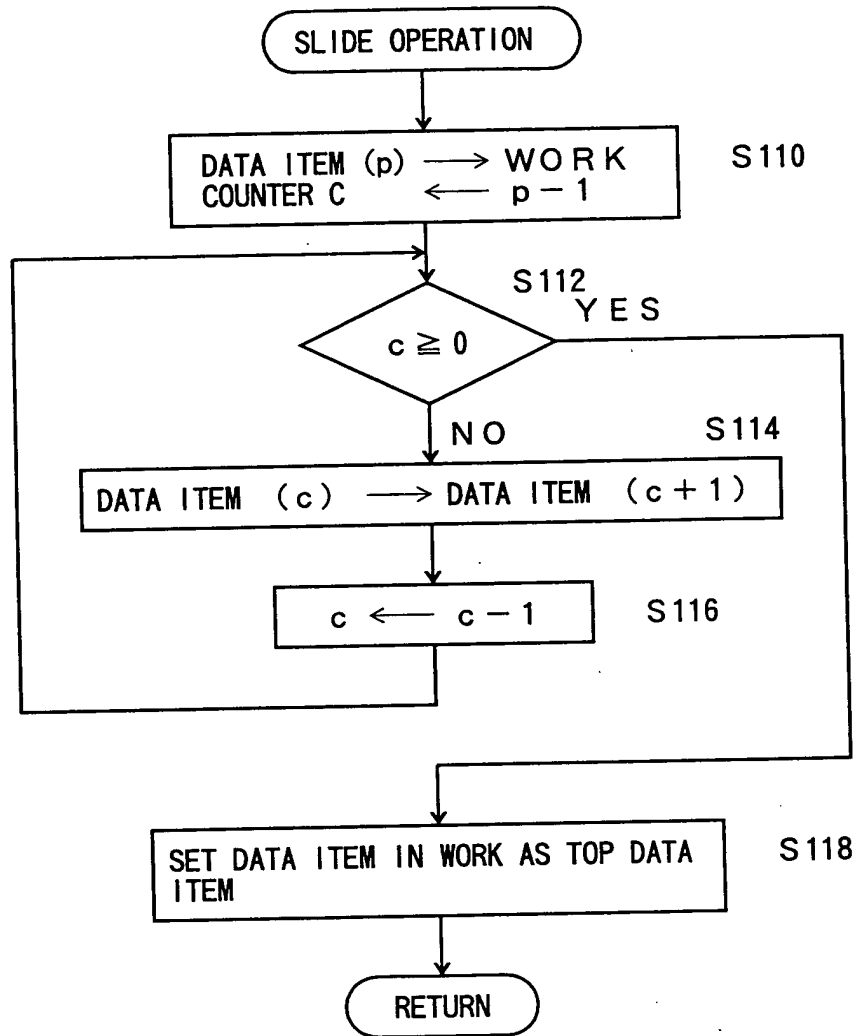 SLIDE OPERATION
DATA ITEM (p) ⟶ WORK
COUNTER C ⟵ p-1
S110
S112
YES
c ≧ 0
NO
S114
DATA ITEM (c) ⟶ DATA ITEM (c+1)
c ⟵ c-1
S116
SET DATA ITEM IN WORK AS TOP DATA
ITEM
S118
RETURN